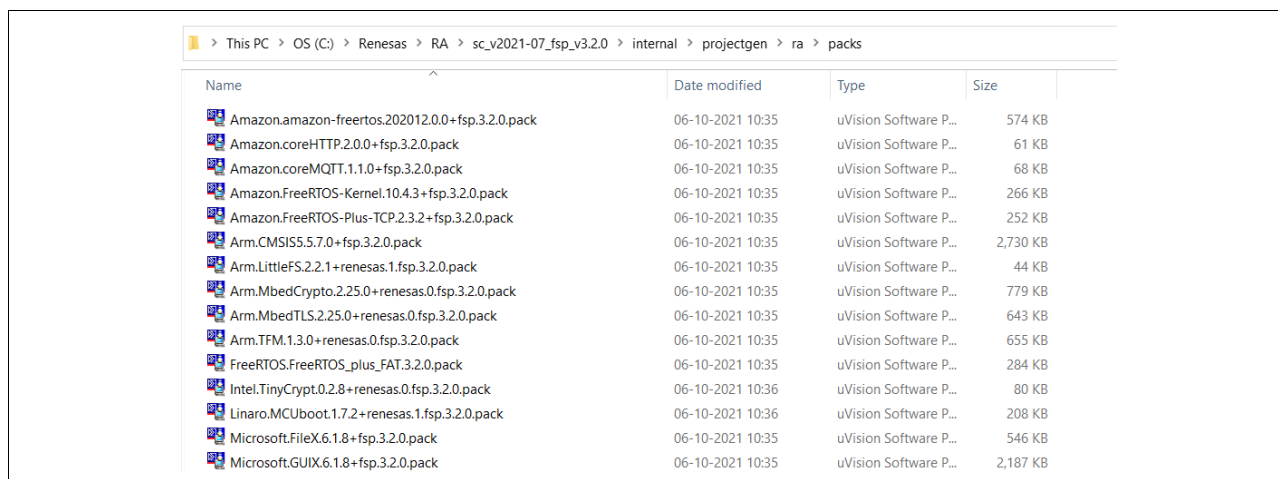 This PC > OS (C:) > Renesas > RA > sc_v2021-07_fsp_v3.2.0 > internal > projectgen > ra > packs
Name Date modified Type Size
Amazon.amazon-freertos.202012.0.0+fsp.3.2.0.pack 06-10-2021 10:35 uVision Software P... 574 KB
Amazon.coreHTTP.2.0.0+fsp.3.2.0.pack 06-10-2021 10:35 uVision Software P... 61 KB
Amazon.coreMQTT.1.1.0+fsp.3.2.0.pack 06-10-2021 10:35 uVision Software P... 68 KB
Amazon.FreeRTOS-Kernel.10.4.3+fsp.3.2.0.pack 06-10-2021 10:35 uVision Software P... 266 KB
Amazon.FreeRTOS-Plus-TCP.2.3.2+fsp.3.2.0.pack 06-10-2021 10:35 uVision Software P... 252 KB
Arm.CMSIS5.5.7.0+fsp.3.2.0.pack 06-10-2021 10:35 uVision Software P... 2,730 KB
Arm.LittleFS.2.2.1+renesas.1.fsp.3.2.0.pack 06-10-2021 10:35 uVision Software P... 44 KB
Arm.MbedCrypto.2.25.0+renesas.0.fsp.3.2.0.pack 06-10-2021 10:35 uVision Software P... 779 KB
Arm.MbedTLS.2.25.0+renesas.0.fsp.3.2.0.pack 06-10-2021 10:35 uVision Software P... 643 KB
Arm.TFM.1.3.0+renesas.0.fsp.3.2.0.pack 06-10-2021 10:35 uVision Software P... 655 KB
FreeRTOS.FreeRTOS_plus_FAT.3.2.0.pack 06-10-2021 10:35 uVision Software P... 284 KB
Intel.TinyCrypt.0.2.8+renesas.0.fsp.3.2.0.pack 06-10-2021 10:36 uVision Software P... 80 KB
Linaro.MCUboot.1.7.2+renesas.1.fsp.3.2.0.pack 06-10-2021 10:36 uVision Software P... 208 KB
Microsoft.FileX.6.1.8+fsp.3.2.0.pack 06-10-2021 10:35 uVision Software P... 546 KB
Microsoft.GUIX.6.1.8+fsp.3.2.0.pack 06-10-2021 10:35 uVision Software P... 2,187 KB